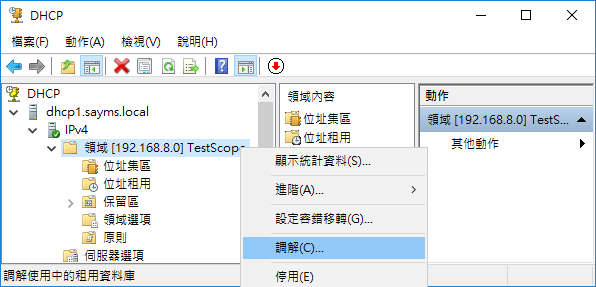 DHCP
檔案(F) 動作(A) 檢視(V) 說明(H)
DHCP
dhcp1.sayms.local
IPv4
領域 [192.168.8.0] TestScope
位址集區
位址租用
保留區
領域選項
原則
伺服器選項
領域內容
位址集區
位址租用
動作
領域 [192.168.8.0] TestS...
其他動作
顯示統計資料(S)...
進階(A)...
設定容錯移轉(G)...
調解(C)...
停用(E)
調解使用中的租用資料庫